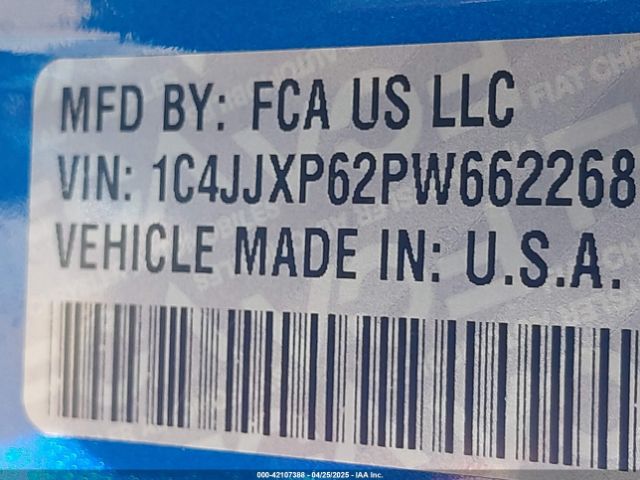 MFD BY: FCA US LLC
VIN: 1C4JJXP62PW662268
VEHICLE MADE IN: U.S.A.
000-42107388 - 04/25/2025 - IAA Inc.